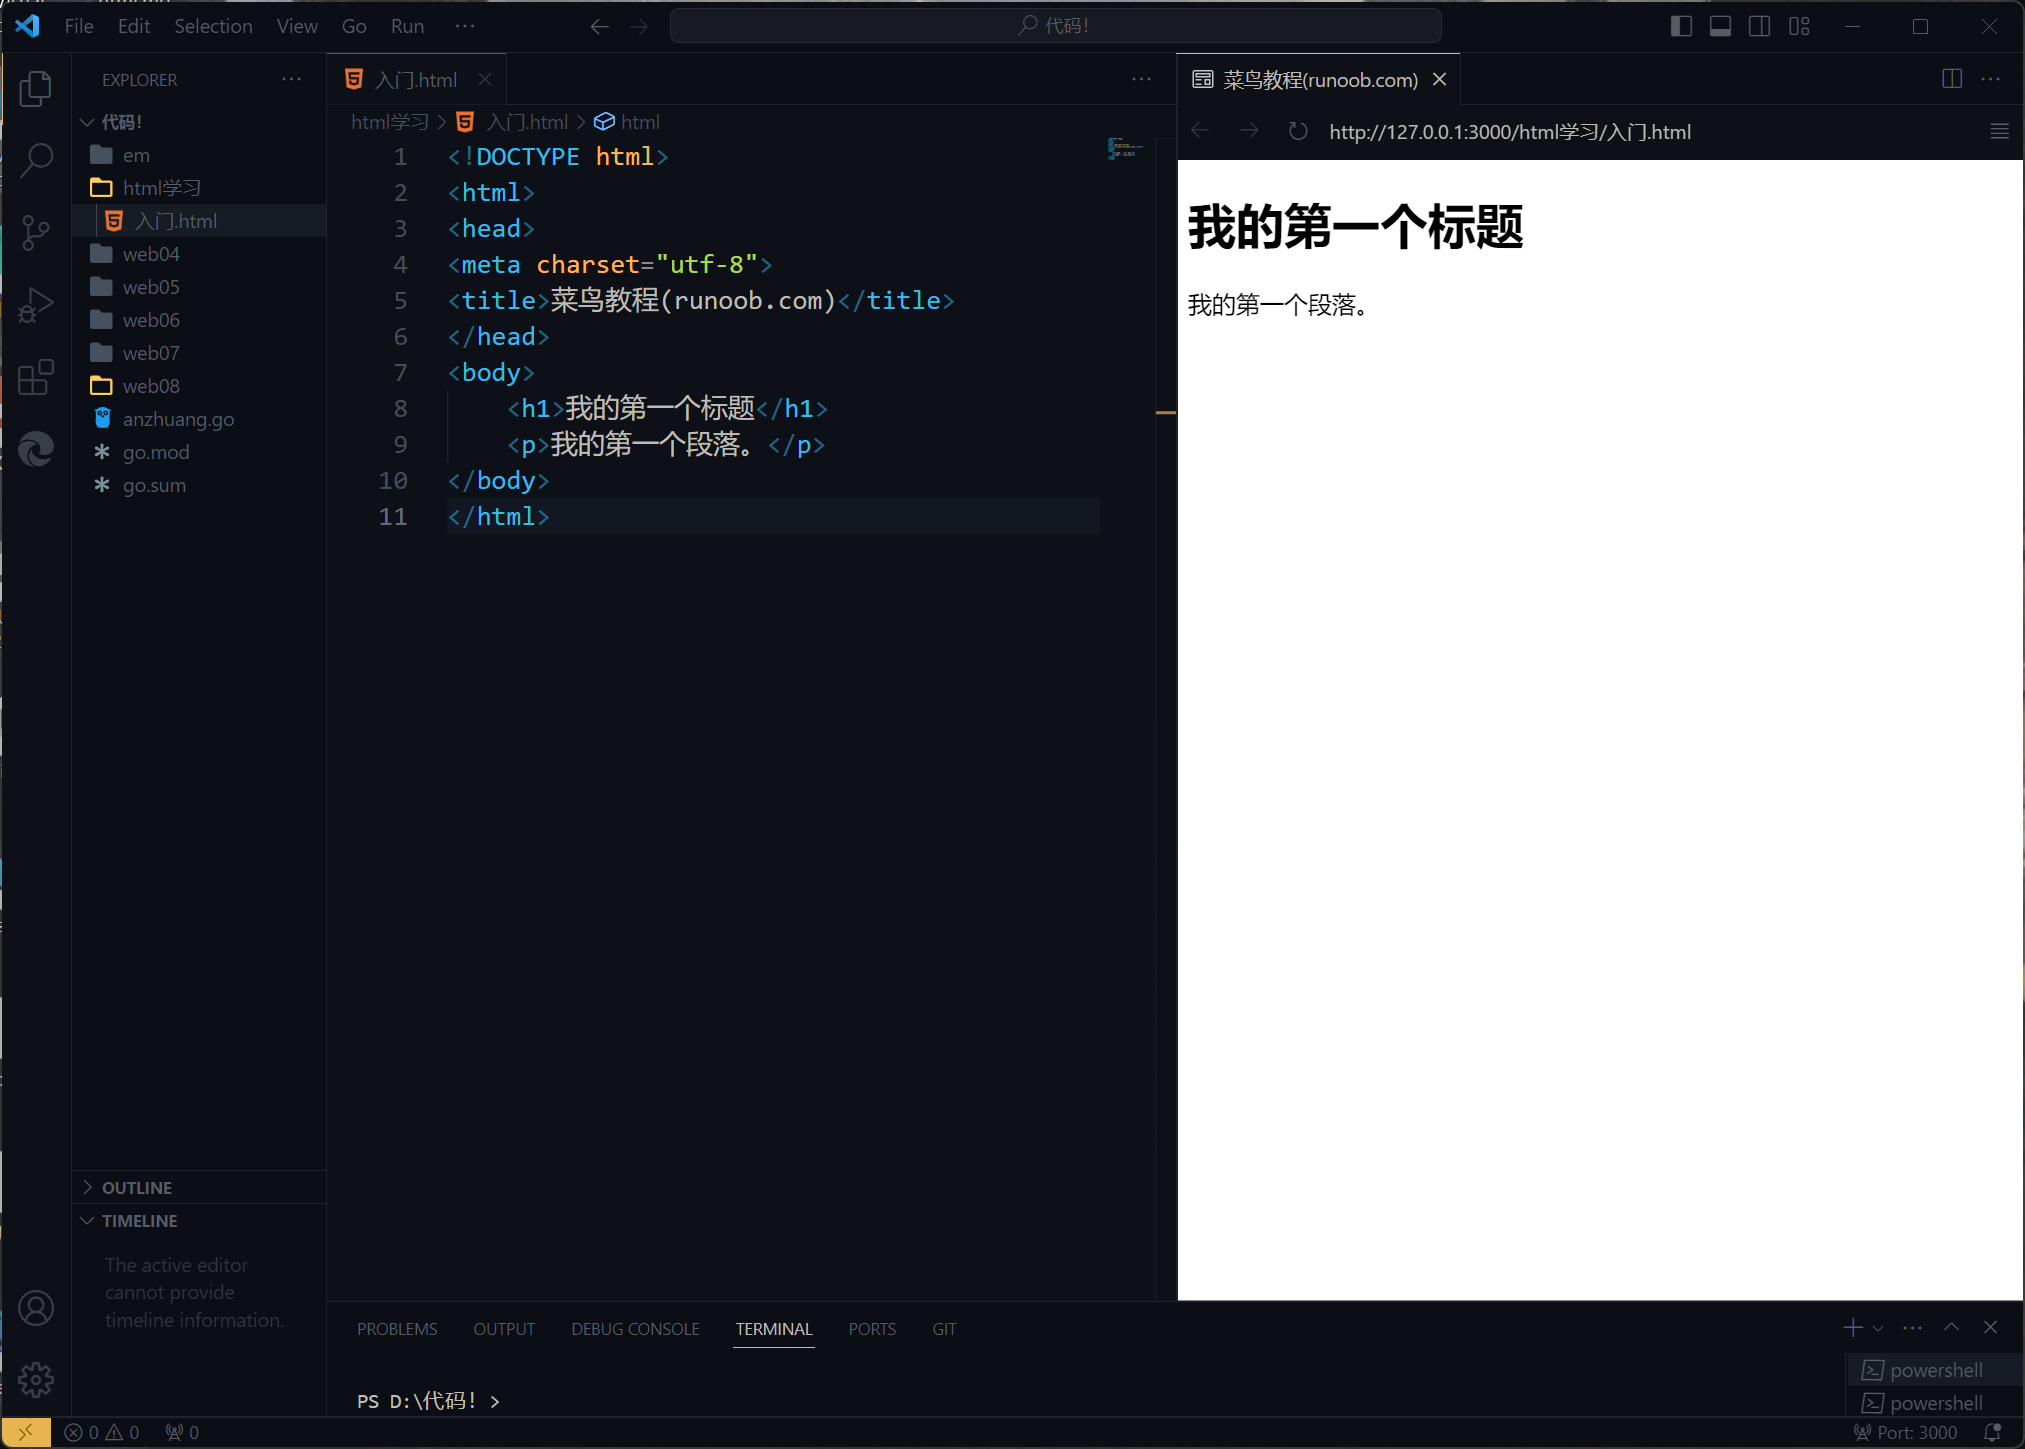 File Edit Selection View Go Run ··· 代码!
EXPLORER ···
代码!
em
html学习
入门.html
web04
web05
web06
web07
web08
anzhuang.go
go.mod
go.sum
OUTLINE
TIMELINE
The active editor
cannot provide
timeline information.
入门.html
html学习 > 入门.html > html
1 <!DOCTYPE html>
2 <html>
3 <head>
4 <meta charset="utf-8">
5 <title>菜鸟教程(runoob.com)</title>
6 </head>
7 <body>
8 <h1>我的第一个标题</h1>
9 <p>我的第一个段落。</p>
10 </body>
11 </html>
菜鸟教程(runoob.com)
http://127.0.0.1:3000/html学习/入门.html
我的第一个标题
我的第一个段落。
PROBLEMS OUTPUT DEBUG CONSOLE TERMINAL PORTS GIT
PS D:\代码! >
powershell
powershell
0 0 0 Port: 3000